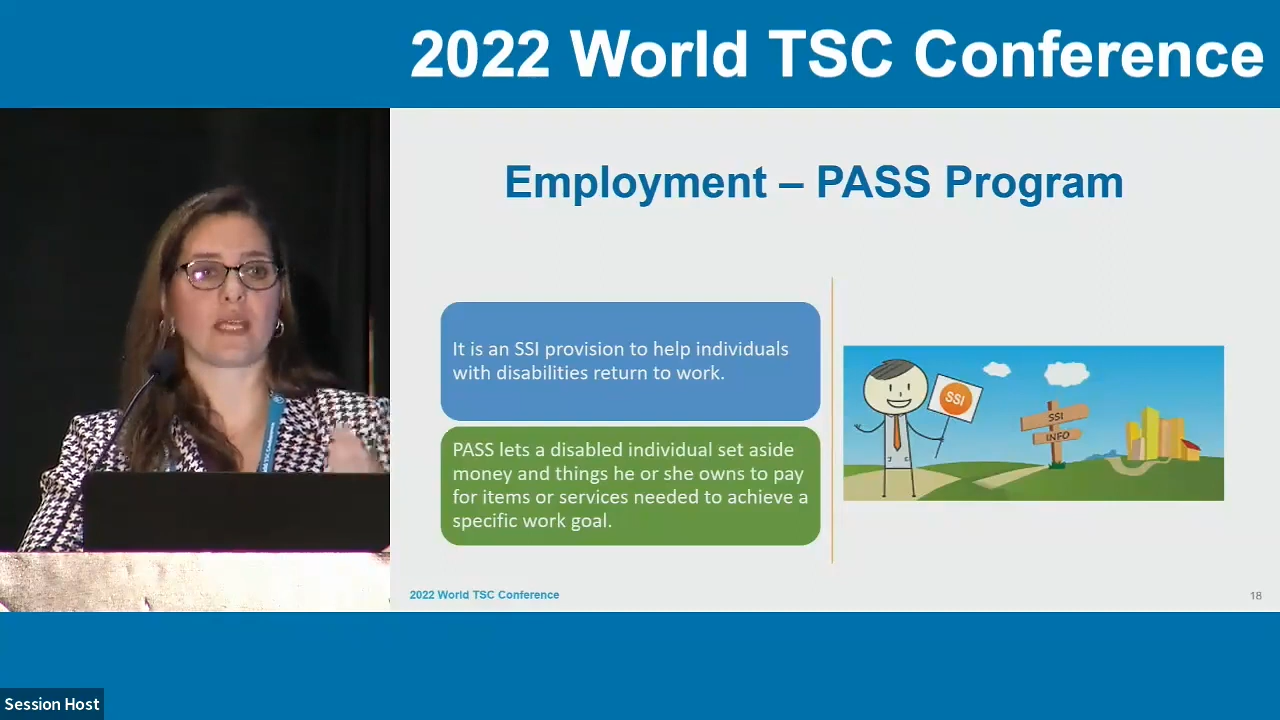 2022 World TSC Conference
Employment – PASS Program
It is an SSI provision to help individuals
with disabilities return to work.
PASS lets a disabled individual set aside
money and things he or she owns to pay
for items or services needed to achieve a
specific work goal.
SSI
SSI
INFO
2022 World TSC Conference
18
Session Host